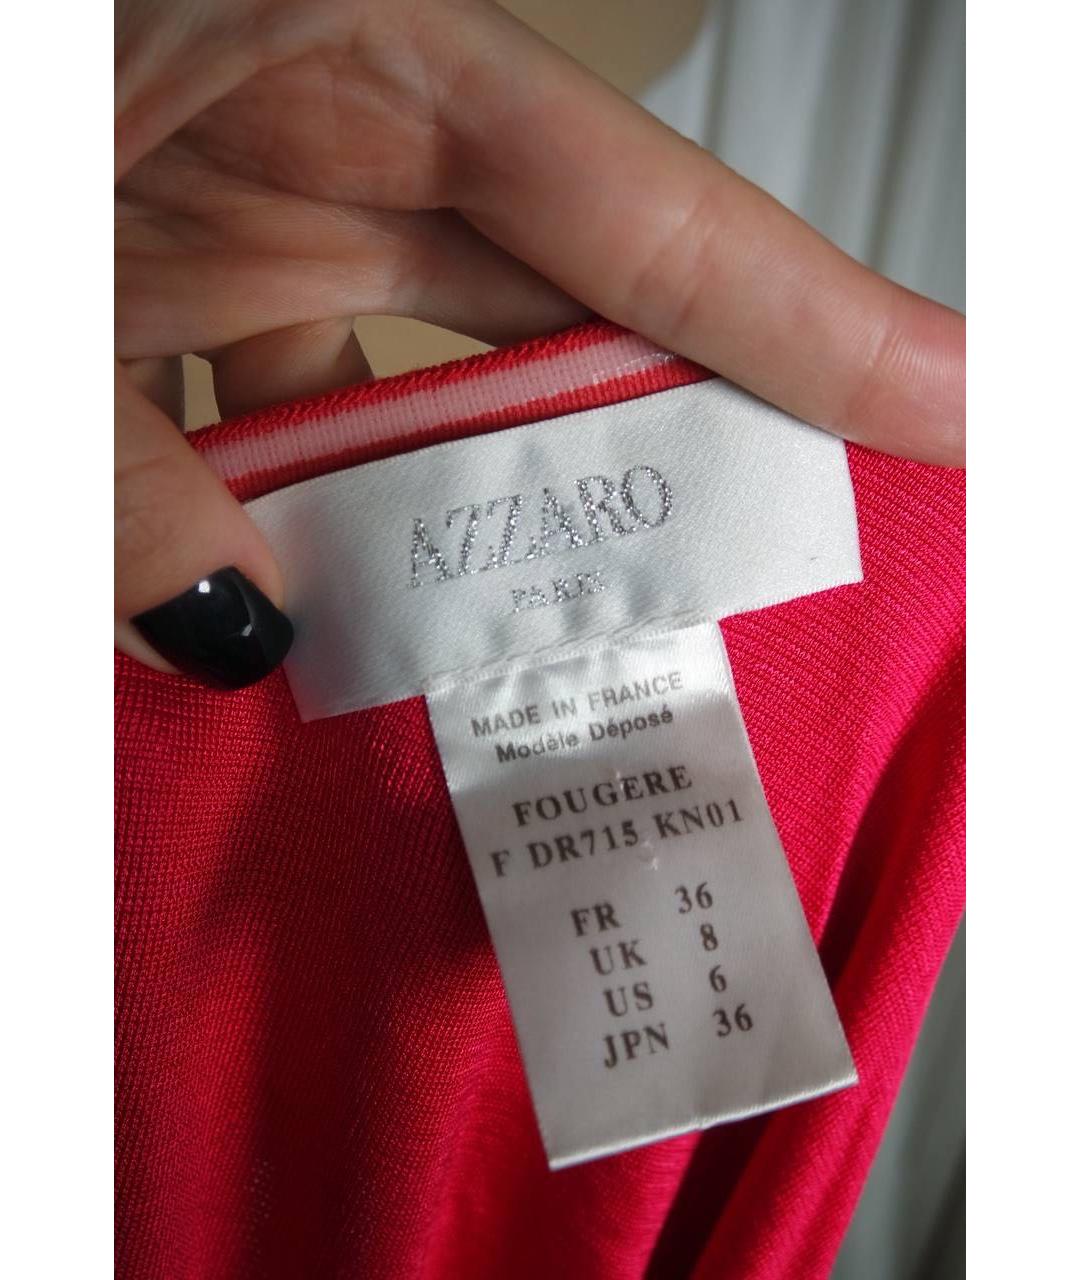 AZZARO
PARIS
MADE IN FRANCE
Modèle Déposé
FOUGERE
F DR715 KN01
FR 36
UK 8
US 6
JPN 36